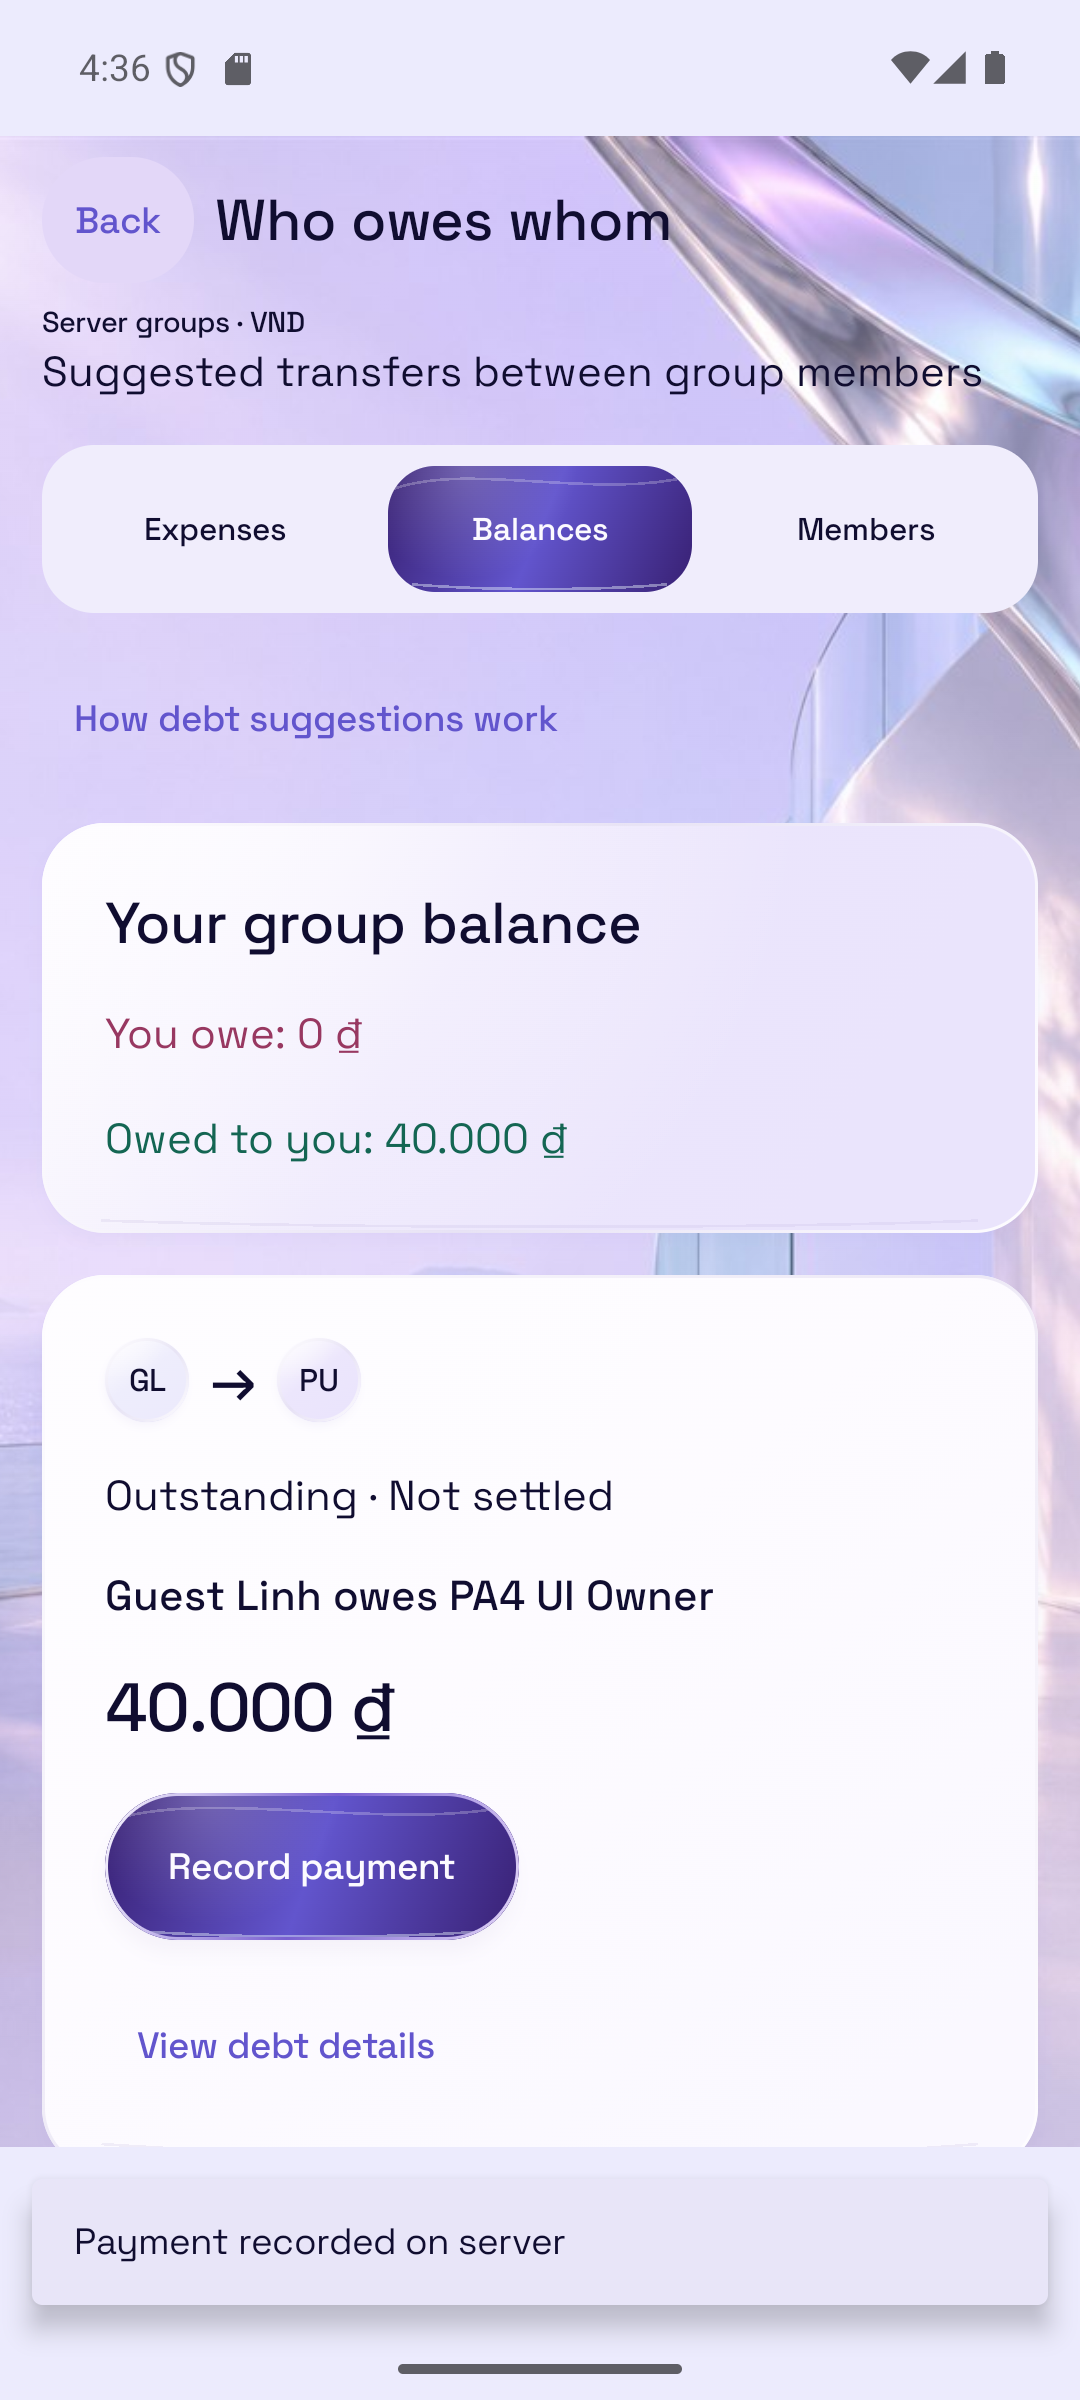 4:36
Back
Who owes whom
Server groups · VND
Suggested transfers between group members
Expenses
Balances
Members
How debt suggestions work
Your group balance
You owe: 0 ₫
Owed to you: 40.000 ₫
GL → PU
Outstanding · Not settled
Guest Linh owes PA4 UI Owner
40.000 ₫
Record payment
View debt details
Payment recorded on server